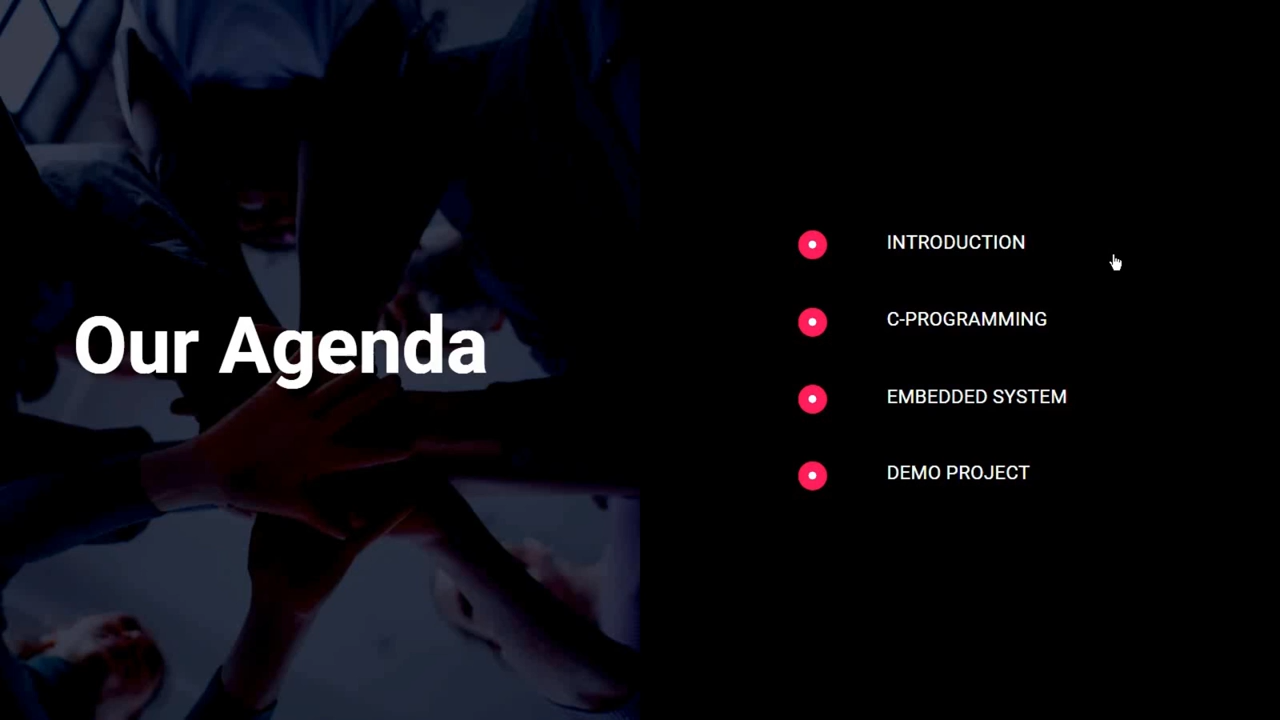 Our Agenda
INTRODUCTION
C-PROGRAMMING
EMBEDDED SYSTEM
DEMO PROJECT